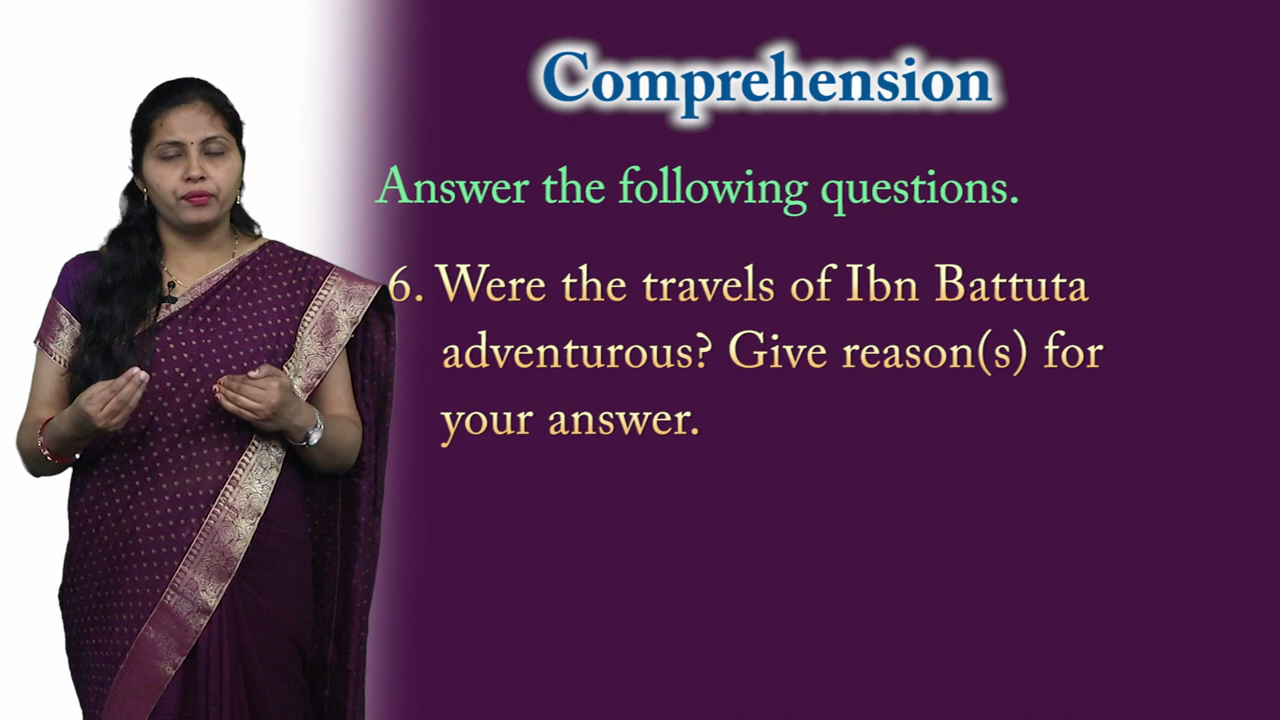 Comprehension
Answer the following questions.
6. Were the travels of Ibn Battuta
adventurous? Give reason(s) for
your answer.